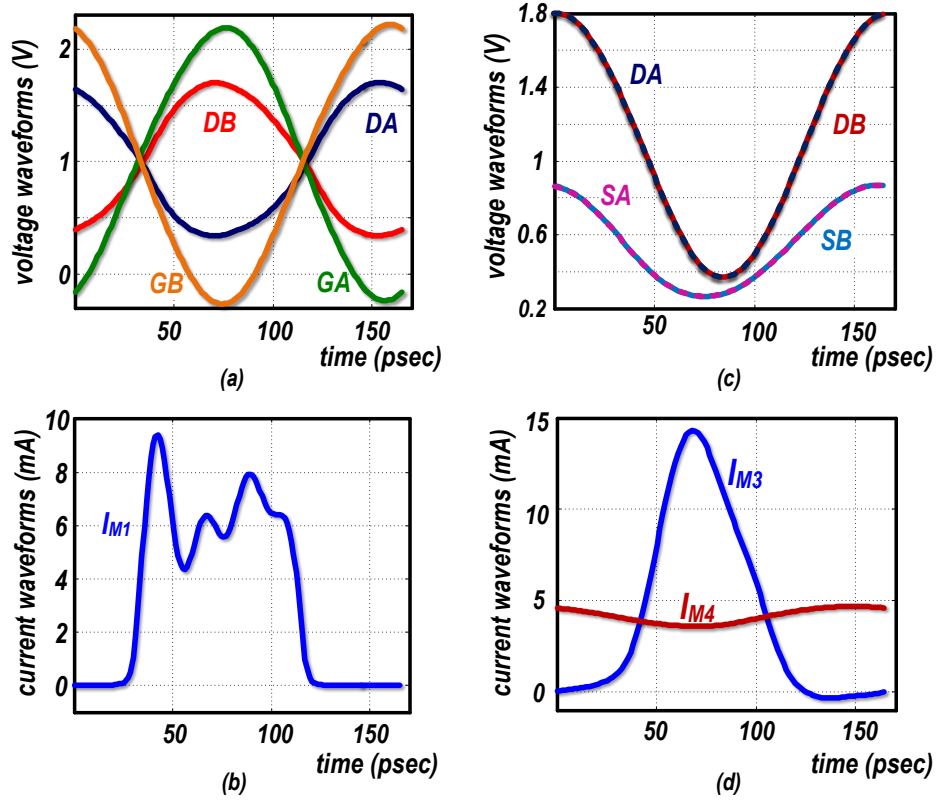 voltage waveforms (V)
2
1
0
DB
DA
GB
GA
50
100
150
time (psec)
(a)
voltage waveforms (V)
1.8
1.4
1
0.6
0.2
DA
DB
SA
SB
50
100
150
time (psec)
(c)
current waveforms (mA)
10
8
6
4
2
0
IM1
50
100
150
time (psec)
(b)
current waveforms (mA)
15
10
5
0
IM3
IM4
50
100
150
time (psec)
(d)